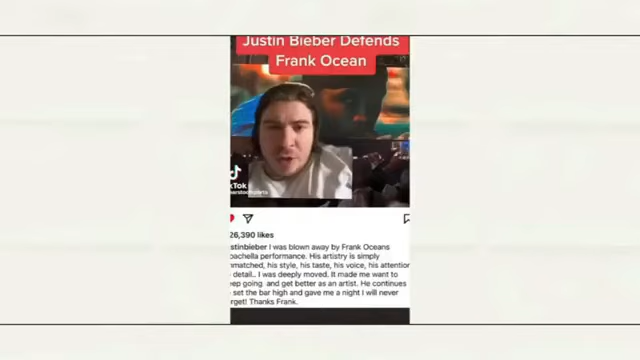 Justin Bieber Defends
Frank Ocean
kTok
26,390 likes
stinbieber I was blown away by Frank Oceans
oachella performance. His artistry is simply
nmatched, his style, his taste, his voice, his attention
detail.. I was deeply moved. It made me want to
eep going and get better as an artist. He continues
set the bar high and gave me a night I will never
rget! Thanks Frank.